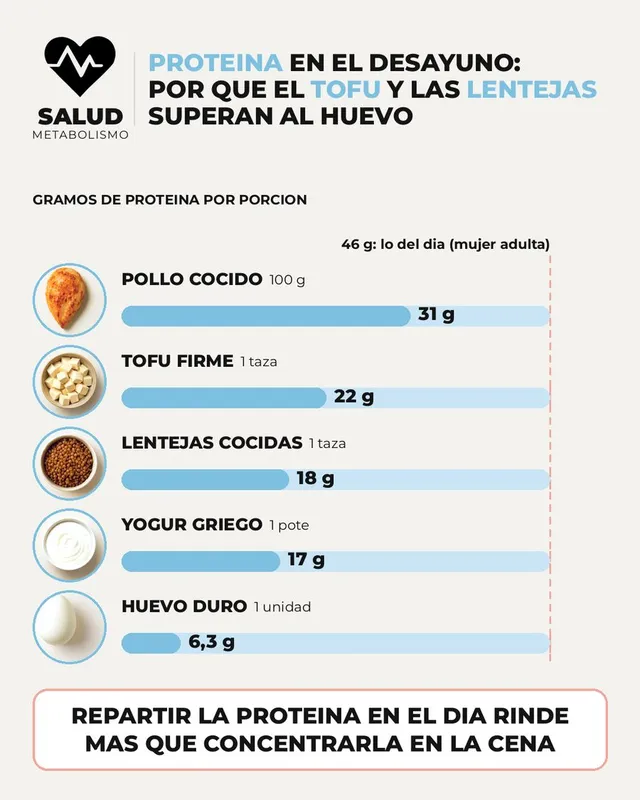 SALUD
METABOLISMO
PROTEINA EN EL DESAYUNO:
POR QUE EL TOFU Y LAS LENTEJAS
SUPERAN AL HUEVO
GRAMOS DE PROTEINA POR PORCION
46 g: lo del dia (mujer adulta)
POLLO COCIDO 100 g
31 g
TOFU FIRME 1 taza
22 g
LENTEJAS COCIDAS 1 taza
18 g
YOGUR GRIEGO 1 pote
17 g
HUEVO DURO 1 unidad
6,3 g
REPARTIR LA PROTEINA EN EL DIA RINDE
MAS QUE CONCENTRARLA EN LA CENA